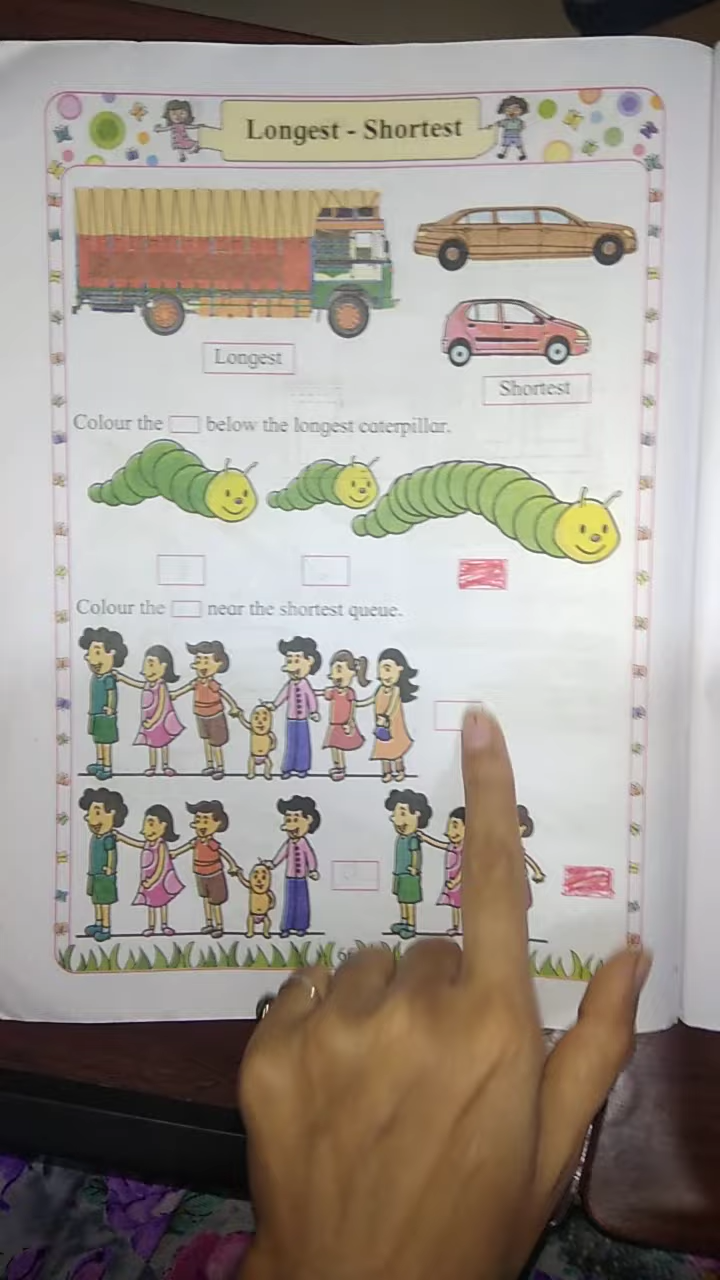 Longest - Shortest
Longest
Shortest
Colour the below the longest caterpillar.
Colour the near the shortest queue.